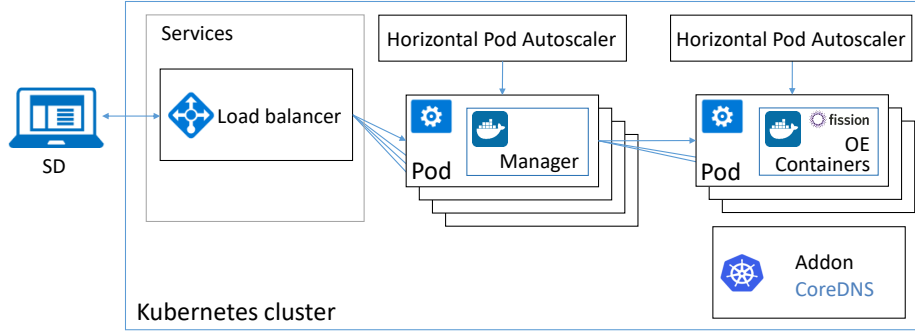 Services
Horizontal Pod Autoscaler
Horizontal Pod Autoscaler
Load balancer
SD
Manager
Pod
fission
OE
Containers
Pod
Addon
CoreDNS
Kubernetes cluster